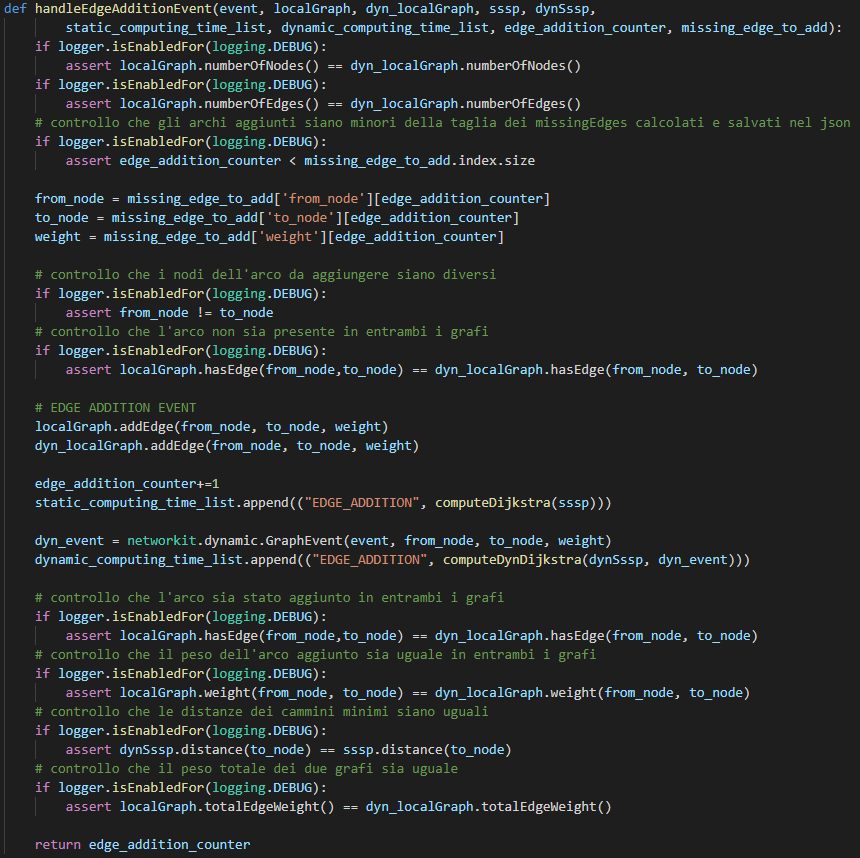 def handleEdgeAdditionEvent(event, localGraph, dyn_localGraph, sssp, dynSssp,
static_computing_time_list, dynamic_computing_time_list, edge_addition_counter, missing_edge_to_add):
if logger.isEnabledFor(logging.DEBUG):
assert localGraph.numberOfNodes() == dyn_localGraph.numberOfNodes()
if logger.isEnabledFor(logging.DEBUG):
assert localGraph.numberOfEdges() == dyn_localGraph.numberOfEdges()
# controllo che gli archi aggiunti siano minori della taglia dei missingEdges calcolati e salvati nel json
if logger.isEnabledFor(logging.DEBUG):
assert edge_addition_counter < missing_edge_to_add.index.size
from_node = missing_edge_to_add['from_node'][edge_addition_counter]
to_node = missing_edge_to_add['to_node'][edge_addition_counter]
weight = missing_edge_to_add['weight'][edge_addition_counter]
# controllo che i nodi dell'arco da aggiungere siano diversi
if logger.isEnabledFor(logging.DEBUG):
assert from_node != to_node
# controllo che l'arco non sia presente in entrambi i grafi
if logger.isEnabledFor(logging.DEBUG):
assert localGraph.hasEdge(from_node,to_node) == dyn_localGraph.hasEdge(from_node, to_node)
# EDGE ADDITION EVENT
localGraph.addEdge(from_node, to_node, weight)
dyn_localGraph.addEdge(from_node, to_node, weight)
edge_addition_counter+=1
static_computing_time_list.append(("EDGE_ADDITION", computeDijkstra(sssp)))
dyn_event = networkit.dynamic.GraphEvent(event, from_node, to_node, weight)
dynamic_computing_time_list.append(("EDGE_ADDITION", computeDynDijkstra(dynSssp, dyn_event)))
# controllo che l'arco sia stato aggiunto in entrambi i grafi
if logger.isEnabledFor(logging.DEBUG):
assert localGraph.hasEdge(from_node,to_node) == dyn_localGraph.hasEdge(from_node, to_node)
# controllo che il peso dell'arco aggiunto sia uguale in entrambi i grafi
if logger.isEnabledFor(logging.DEBUG):
assert localGraph.weight(from_node, to_node) == dyn_localGraph.weight(from_node, to_node)
# controllo che le distanze dei cammini minimi siano uguali
if logger.isEnabledFor(logging.DEBUG):
assert dynSssp.distance(to_node) == sssp.distance(to_node)
# controllo che il peso totale dei due grafi sia uguale
if logger.isEnabledFor(logging.DEBUG):
assert localGraph.totalEdgeWeight() == dyn_localGraph.totalEdgeWeight()
return edge_addition_counter